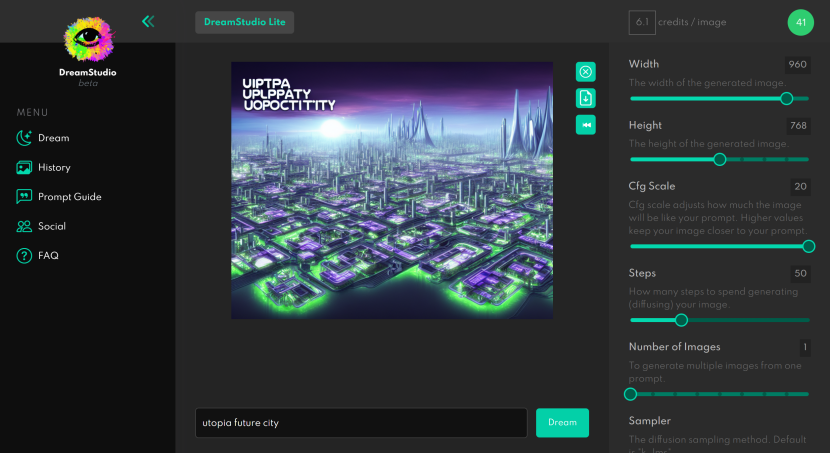 DreamStudio
beta
MENU
Dream
History
Prompt Guide
Social
FAQ
DreamStudio Lite
UIPTPA
UPLPPATY
UOPOCTITITY
utopia future city
Dream
6.1 credits / image
41
Width 960
The width of the generated image.
Height 768
The height of the generated image.
Cfg Scale 20
Cfg scale adjusts how much the image
will be like your prompt. Higher values
keep your image closer to your prompt.
Steps 50
How many steps to spend generating
(diffusing) your image.
Number of Images 1
To generate multiple images from one
prompt.
Sampler
The diffusion sampling method. Default